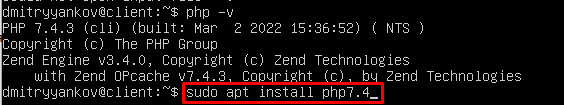 dmitryyankov@client:~$ php -v
PHP 7.4.3 (cli) (built: Mar  2 2022 15:36:52) ( NTS )
Copyright (c) The PHP Group
Zend Engine v3.4.0, Copyright (c) Zend Technologies
    with Zend OPcache v7.4.3, Copyright (c), by Zend Technologies
dmitryyankov@client:~$ sudo apt install php7.4_